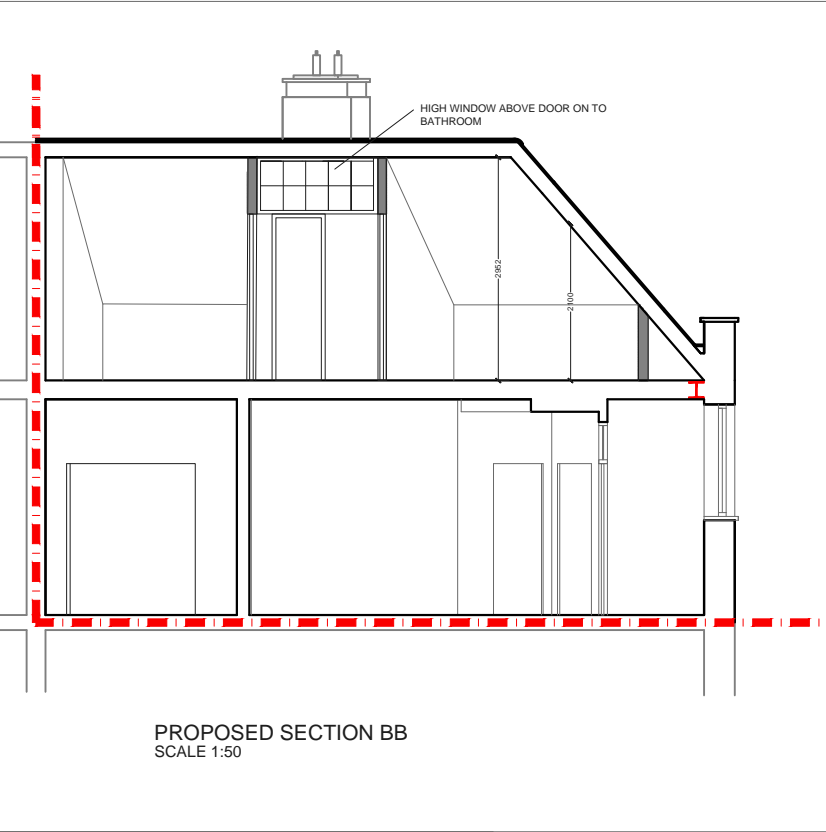 HIGH WINDOW ABOVE DOOR ON TO
BATHROOM
2952
2100
PROPOSED SECTION BB
SCALE 1:50